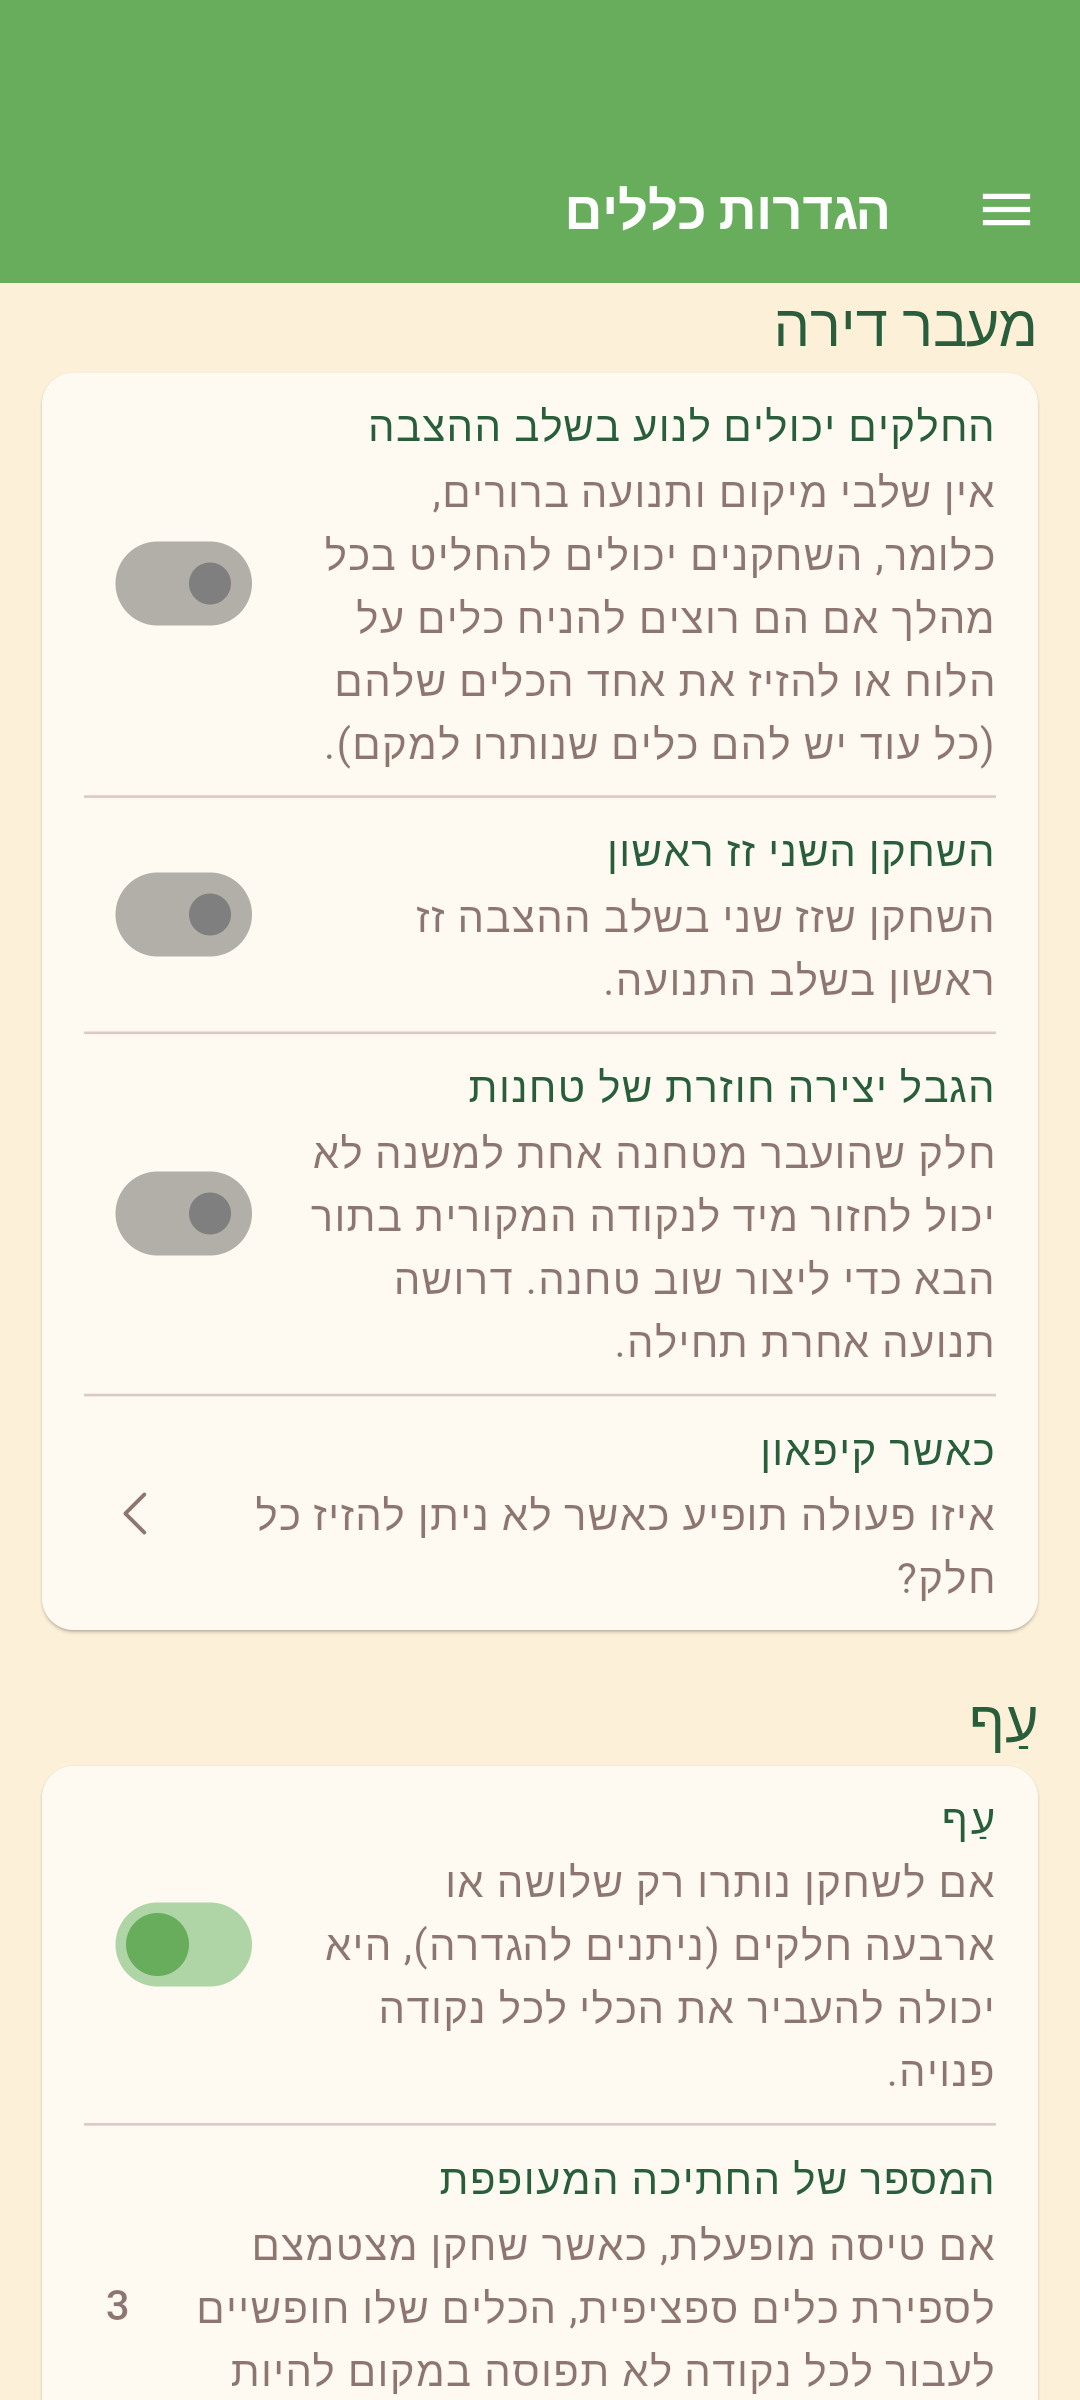 הגדרות כללים
מעבר דירה
החלקים יכולים לנוע בשלב ההצבה
אין שלבי מיקום ותנועה ברורים,
כלומר, השחקנים יכולים להחליט בכל
מהלך אם הם רוצים להניח כלים על
הלוח או להזיז את אחד הכלים שלהם
(כל עוד יש להם כלים שנותרו למקם).
השחקן השני זז ראשון
השחקן שזז שני בשלב ההצבה זז
ראשון בשלב התנועה.
הגבל יצירה חוזרת של טחנות
חלק שהועבר מטחנה אחת למשנה לא
יכול לחזור מיד לנקודה המקורית בתור
הבא כדי ליצור שוב טחנה. דרושה
תנועה אחרת תחילה.
כאשר קיפאון
איזו פעולה תופיע כאשר לא ניתן להזיז כל
חלק?
עַף
עַף
אם לשחקן נותרו רק שלושה או
ארבעה חלקים (ניתנים להגדרה), היא
יכולה להעביר את הכלי לכל נקודה
פנויה.
המספר של החתיכה המעופפת
אם טיסה מופעלת, כאשר שחקן מצטמצם
לספירת כלים ספציפית, הכלים שלו חופשיים
3
לעבור לכל נקודה לא תפוסה במקום להיות